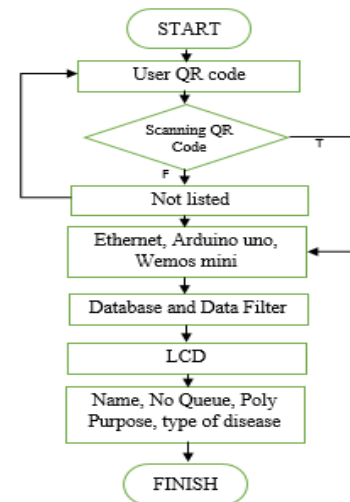 START
User QR code
Scanning QR
Code
T
F
Not listed
Ethernet, Arduino uno,
Wemos mini
Database and Data Filter
LCD
Name, No Queue, Poly
Purpose, type of disease
FINISH